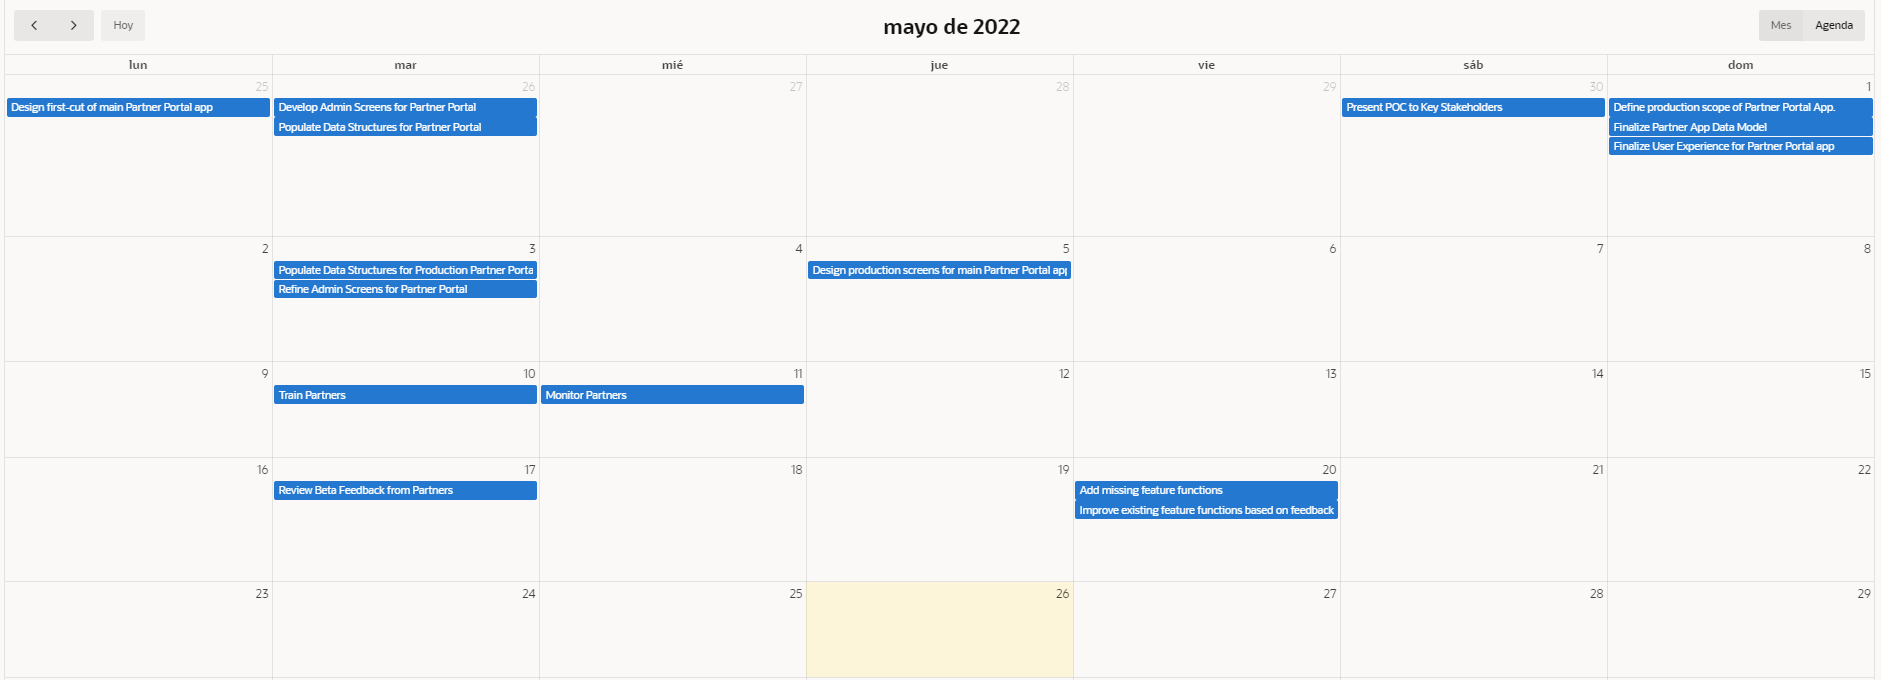 Hoy
mayo de 2022
Mes Agenda
lun mar mié jue vie sáb dom
25 26 27 28 29 30 1
Design first-cut of main Partner Portal app
Develop Admin Screens for Partner Portal
Populate Data Structures for Partner Portal
Present POC to Key Stakeholders
Define production scope of Partner Portal App.
Finalize Partner App Data Model
Finalize User Experience for Partner Portal app
2 3 4 5 6 7 8
Populate Data Structures for Production Partner Porta
Refine Admin Screens for Partner Portal
Design production screens for main Partner Portal app
9 10 11 12 13 14 15
Train Partners
Monitor Partners
16 17 18 19 20 21 22
Review Beta Feedback from Partners
Add missing feature functions
Improve existing feature functions based on feedback
23 24 25 26 27 28 29